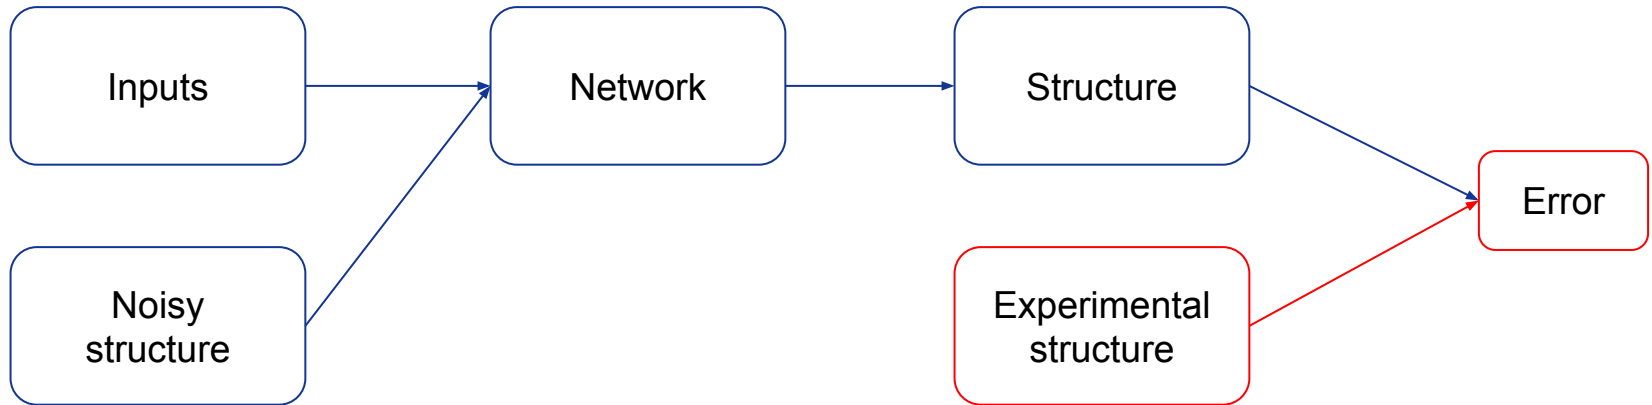 Inputs
Network
Structure
Error
Noisy
structure
Experimental
structure